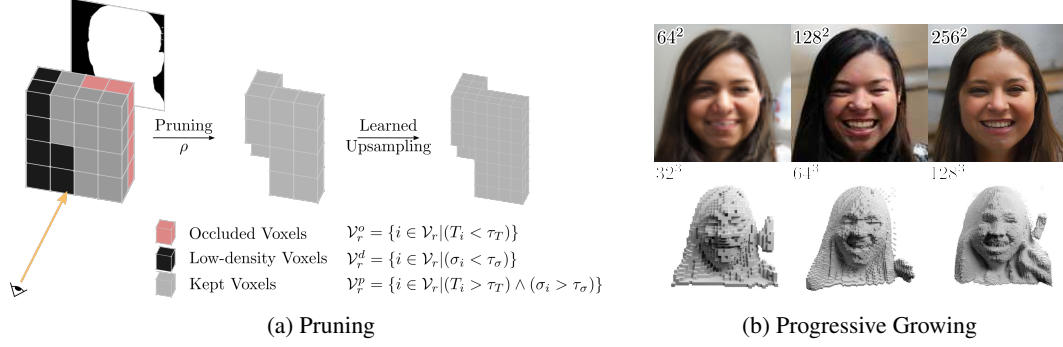 Pruning
ρ
Learned
Upsampling
Occluded Voxels
𝒱ᵣᵒ = {i ∈ 𝒱ᵣ|(Tᵢ < τ_T)}
Low-density Voxels
𝒱ᵣᵈ = {i ∈ 𝒱ᵣ|(σᵢ < τ_σ)}
Kept Voxels
𝒱ᵣᵖ = {i ∈ 𝒱ᵣ|(Tᵢ > τ_T) ∧ (σᵢ > τ_σ)}
(a) Pruning
64² 128² 256²
32³ 64³ 128³
(b) Progressive Growing